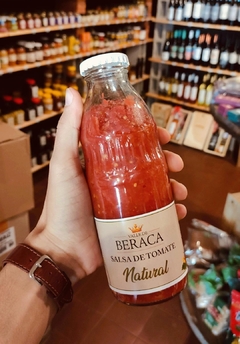 VALLE DE
BERACA
SALSA DE TOMATE
Natural